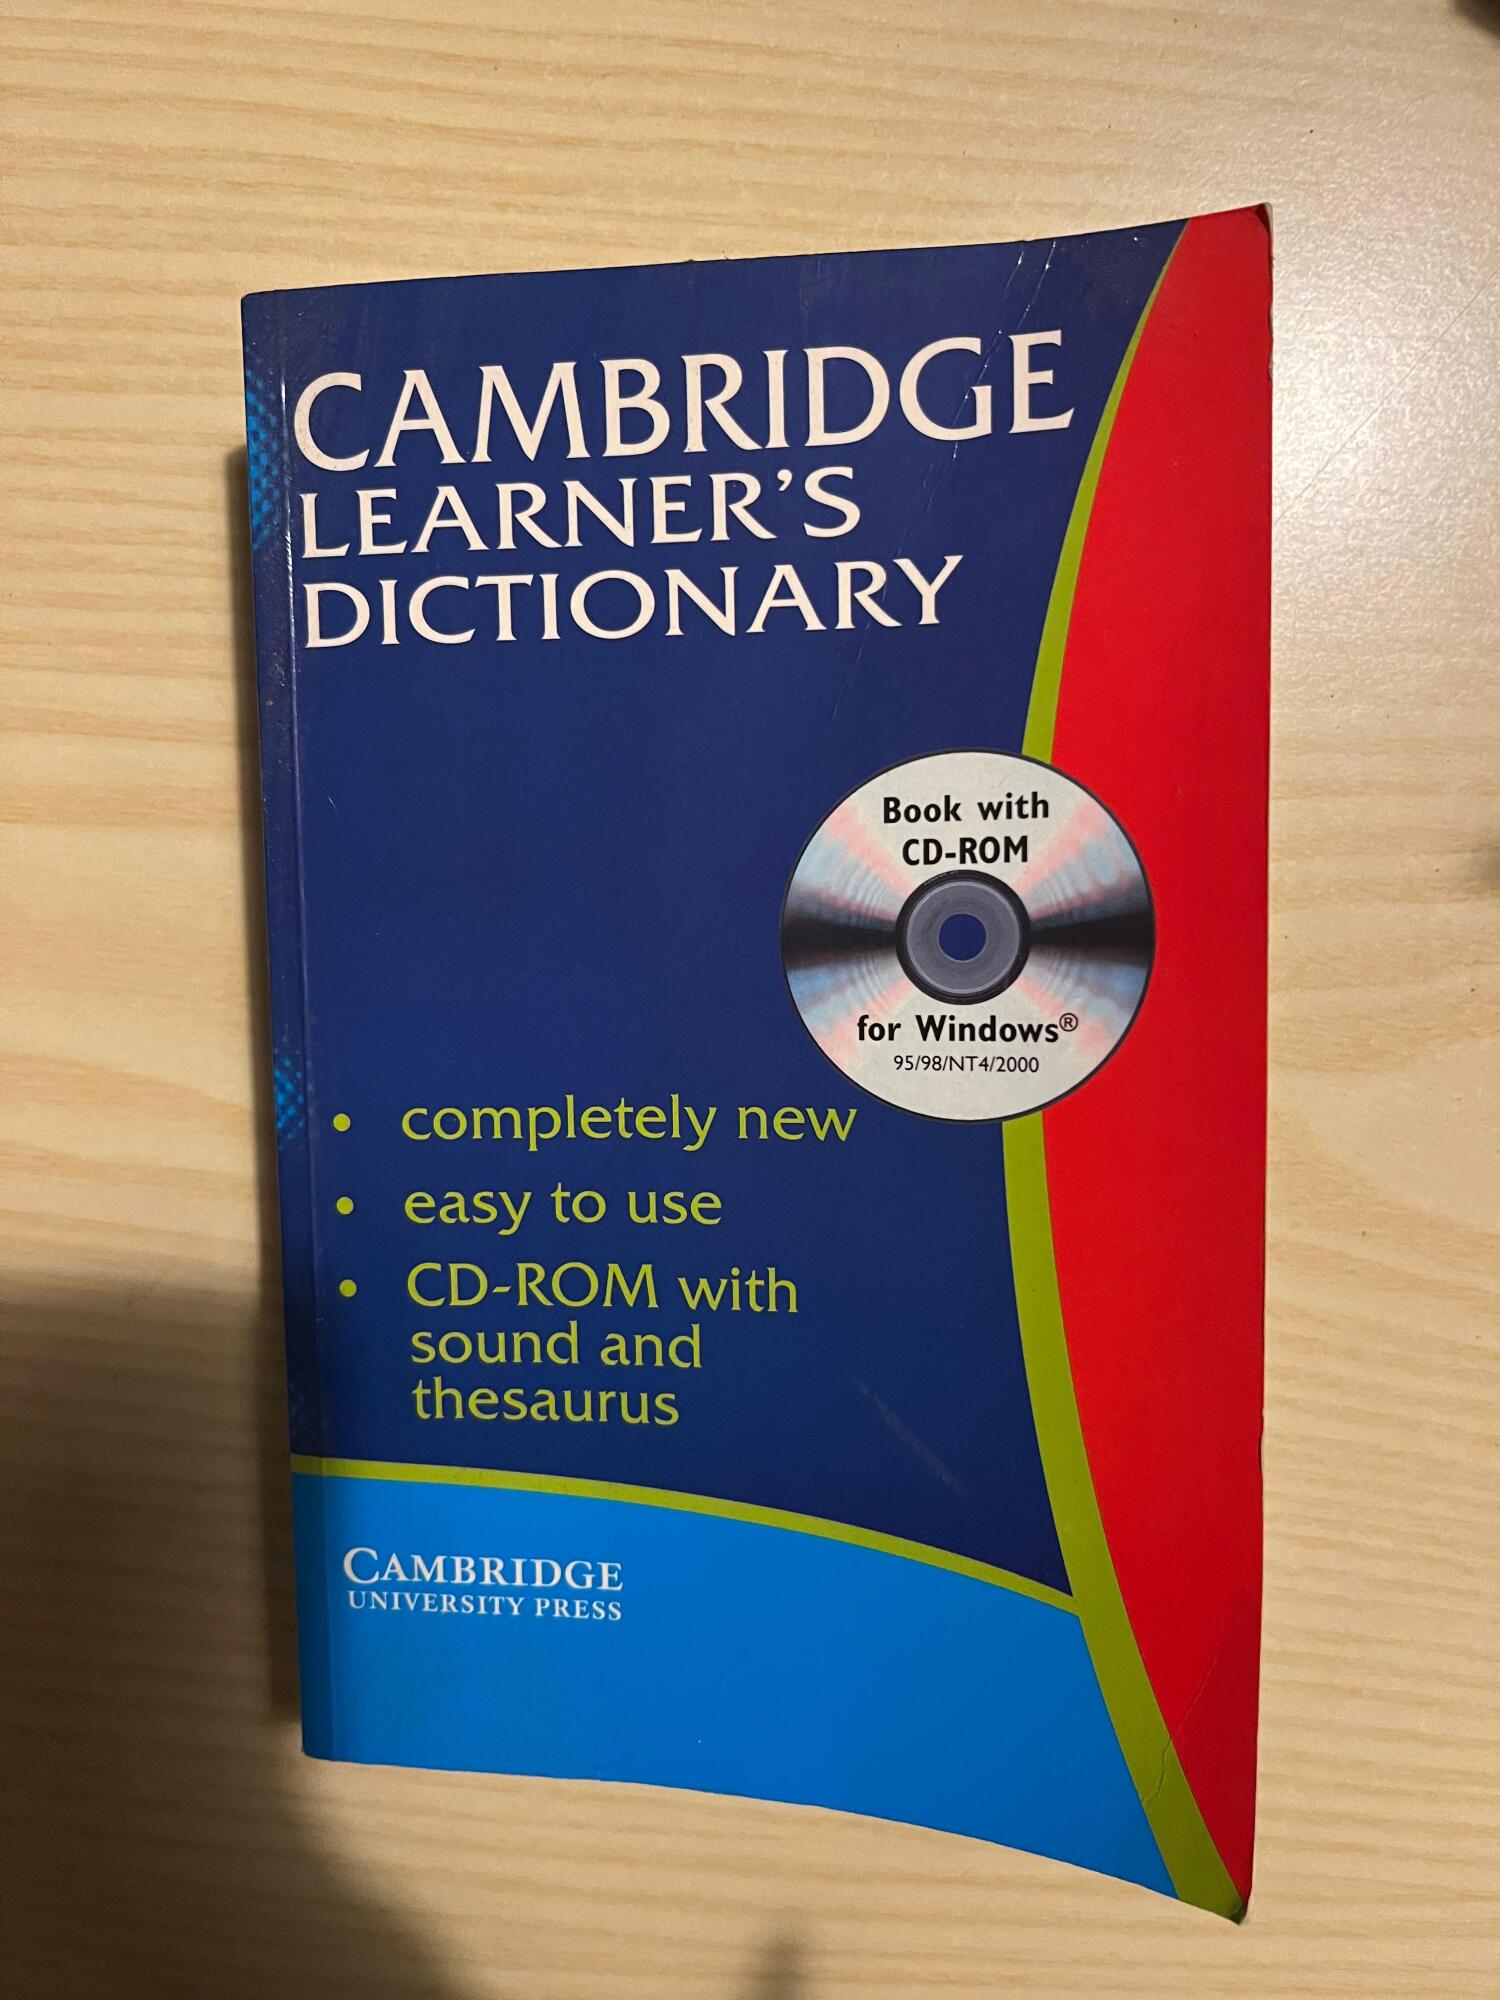 CAMBRIDGE
LEARNER'S
DICTIONARY
Book with
CD-ROM
for Windows®
95/98/NT4/2000
• completely new
• easy to use
• CD-ROM with
sound and
thesaurus
CAMBRIDGE
UNIVERSITY PRESS